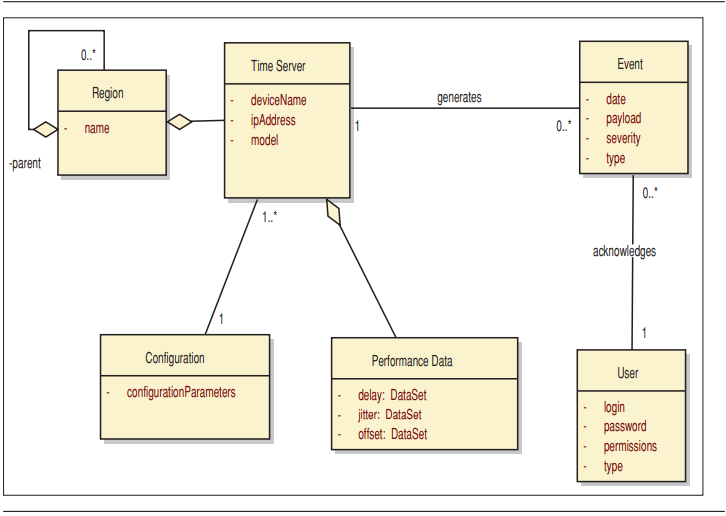 0..*
Region
- name
-parent
Time Server
- deviceName
- ipAddress
- model
generates
1
0..*
Event
- date
- payload
- severity
- type
0..*
acknowledges
1
1..*
1
Configuration
- configurationParameters
Performance Data
- delay: DataSet
- jitter: DataSet
- offset: DataSet
User
- login
- password
- permissions
- type